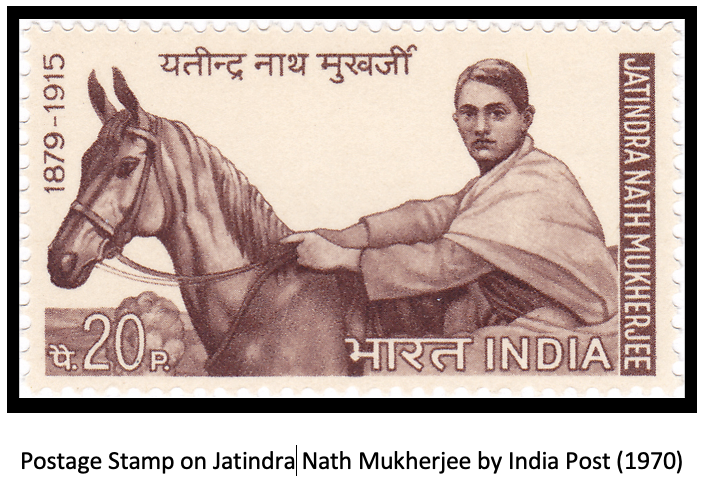 यतीन्द्र नाथ मुखर्जी
1879-1915
JATINDRA NATH MUKHERJEE
पै. 20 P.
भारत INDIA
Postage Stamp on Jatindra Nath Mukherjee by India Post (1970)